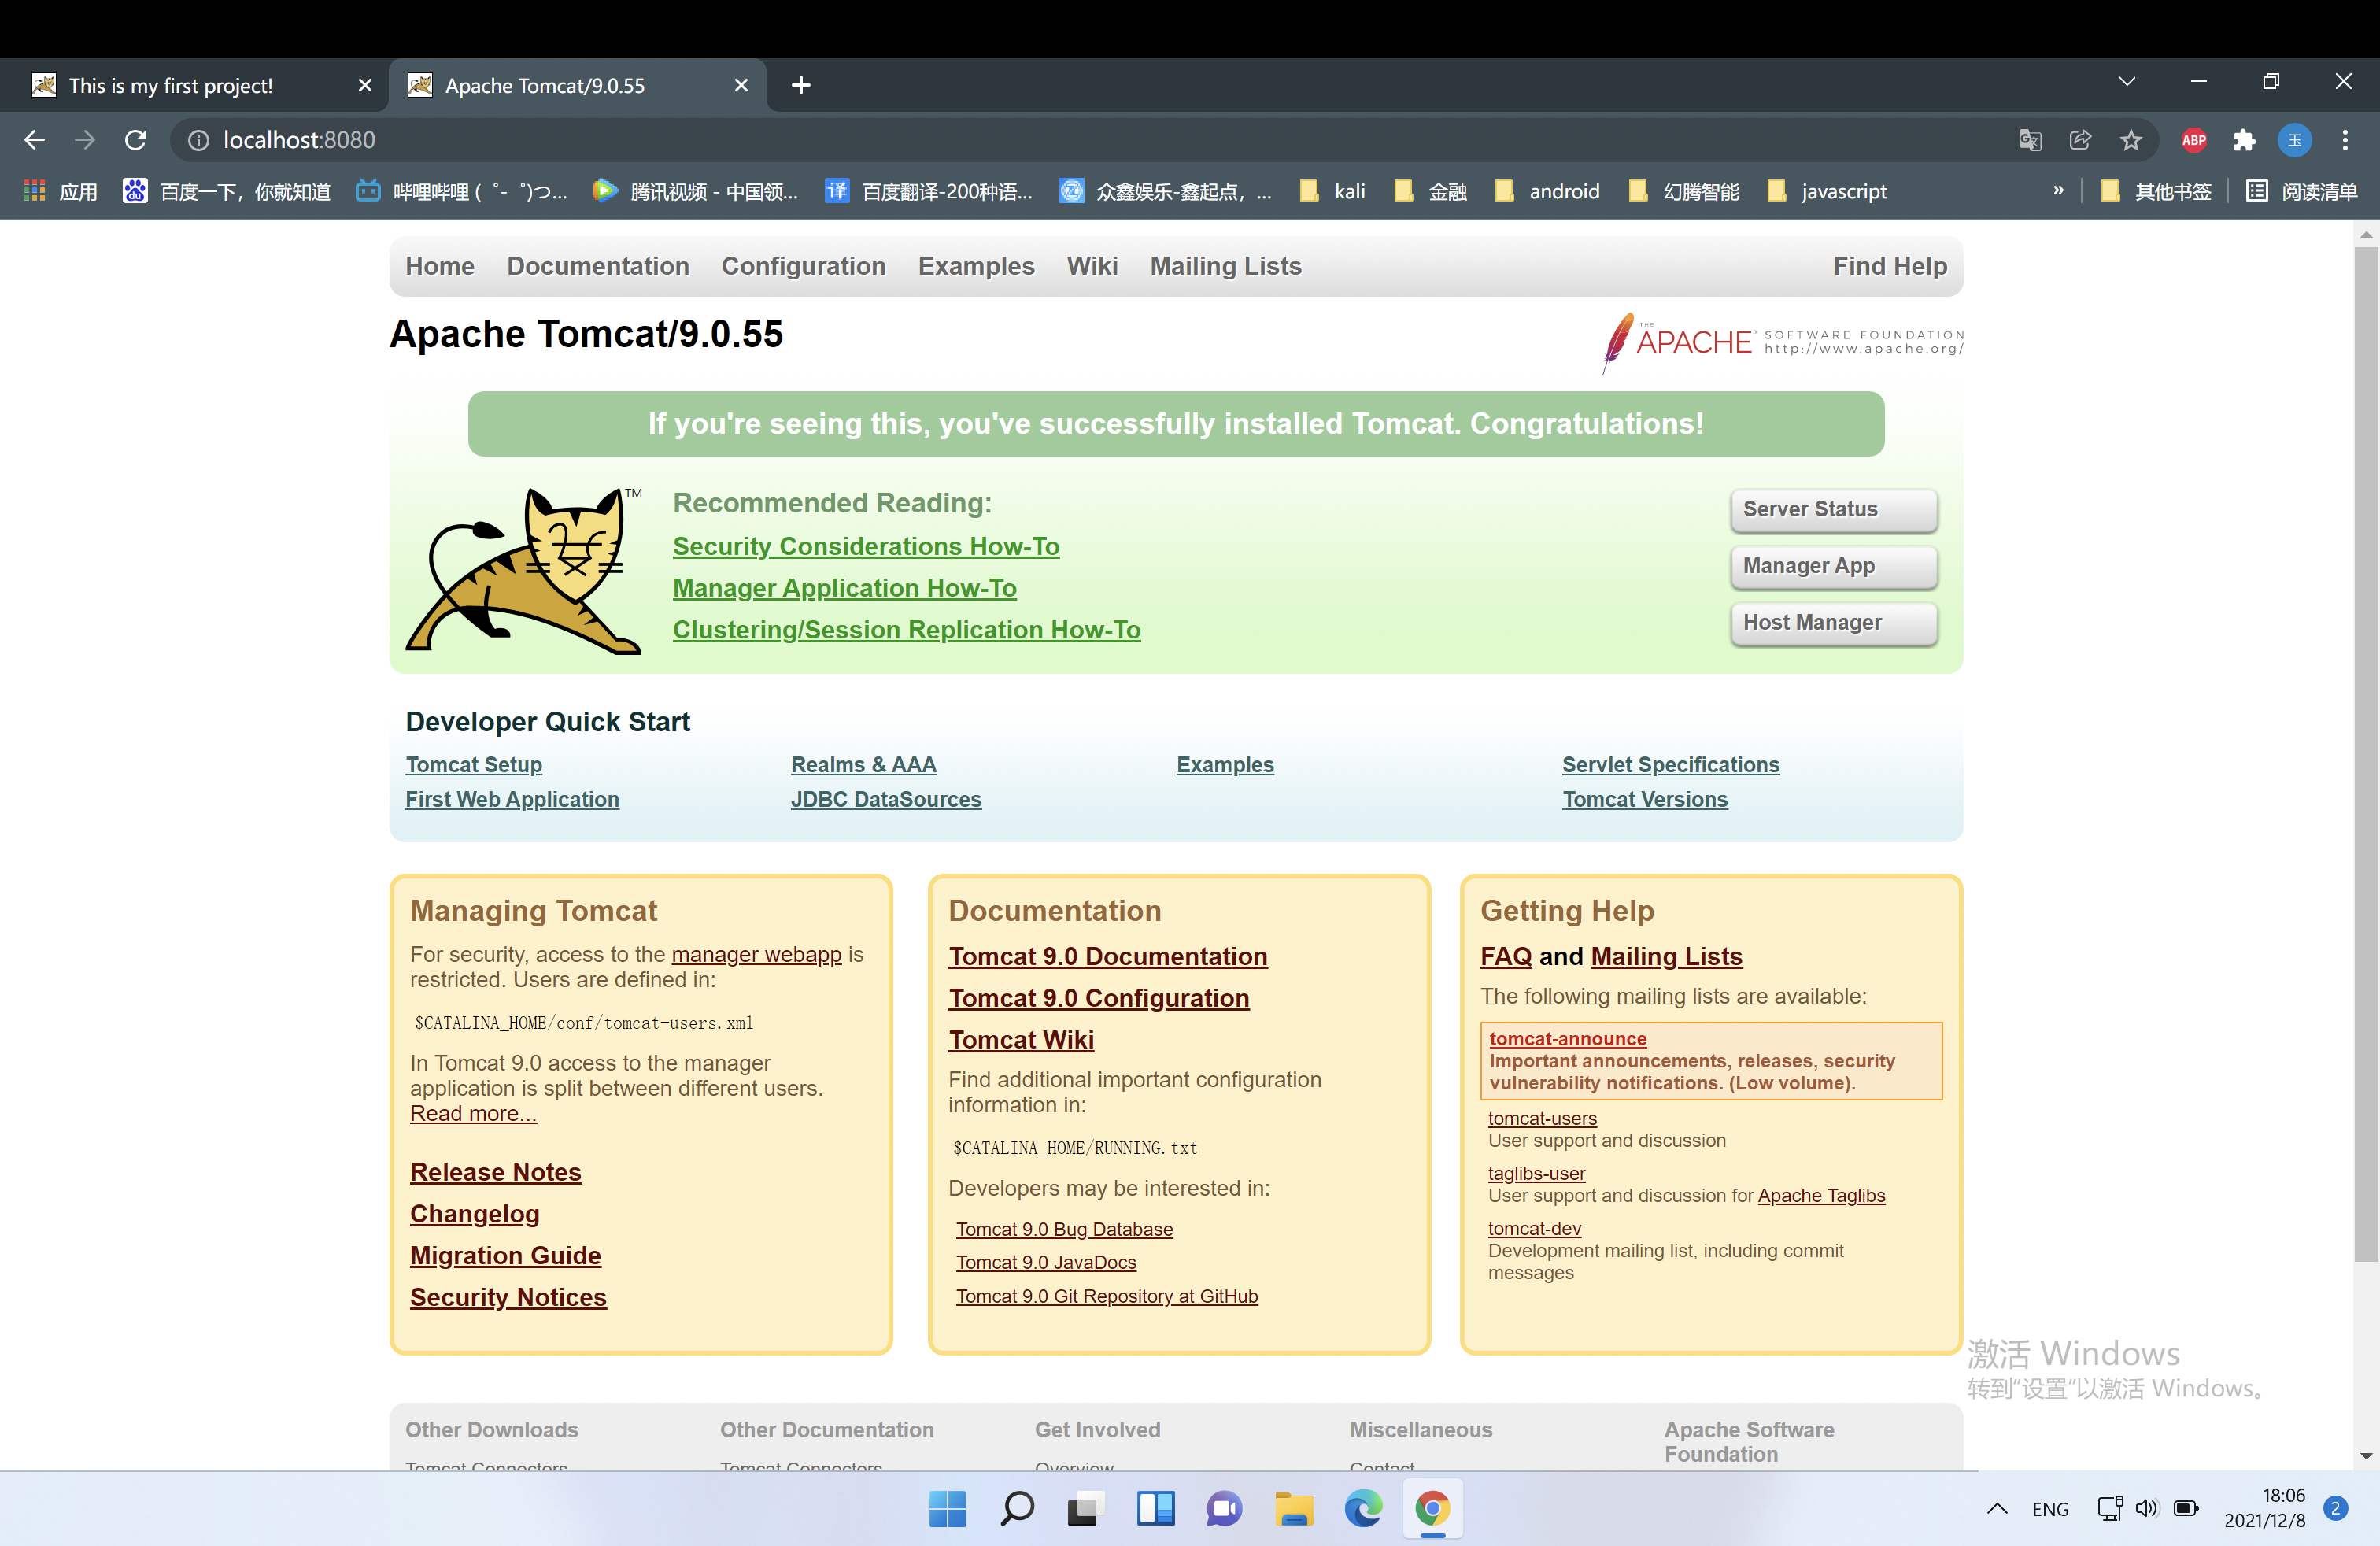 This is my first project!
Apache Tomcat/9.0.55
localhost:8080
ABP
玉
应用
du
百度一下，你就知道
哔哩哔哩 ( ゜- ゜)つ...
腾讯视频 - 中国领...
译
百度翻译-200种语...
众鑫娱乐-鑫起点，...
kali
金融
android
幻腾智能
javascript
»
其他书签
阅读清单
Home Documentation Configuration Examples Wiki Mailing Lists Find Help
Apache Tomcat/9.0.55
THE APACHE SOFTWARE FOUNDATION
http://www.apache.org/
If you're seeing this, you've successfully installed Tomcat. Congratulations!
TM
Recommended Reading:
Security Considerations How-To
Manager Application How-To
Clustering/Session Replication How-To
Server Status
Manager App
Host Manager
Developer Quick Start
Tomcat Setup
First Web Application
Realms & AAA
JDBC DataSources
Examples
Servlet Specifications
Tomcat Versions
Managing Tomcat
For security, access to the manager webapp is
restricted. Users are defined in:
$CATALINA_HOME/conf/tomcat-users.xml
In Tomcat 9.0 access to the manager
application is split between different users.
Read more...
Release Notes
Changelog
Migration Guide
Security Notices
Documentation
Tomcat 9.0 Documentation
Tomcat 9.0 Configuration
Tomcat Wiki
Find additional important configuration
information in:
$CATALINA_HOME/RUNNING.txt
Developers may be interested in:
Tomcat 9.0 Bug Database
Tomcat 9.0 JavaDocs
Tomcat 9.0 Git Repository at GitHub
Getting Help
FAQ and Mailing Lists
The following mailing lists are available:
tomcat-announce
Important announcements, releases, security
vulnerability notifications. (Low volume).
tomcat-users
User support and discussion
taglibs-user
User support and discussion for Apache Taglibs
tomcat-dev
Development mailing list, including commit
messages
激活 Windows
转到“设置”以激活 Windows。
Other Downloads
Tomcat Connectors
Other Documentation
Tomcat Connectors
Get Involved
Overview
Miscellaneous
Contact
Apache Software
Foundation
ENG
18:06
2021/12/8
2